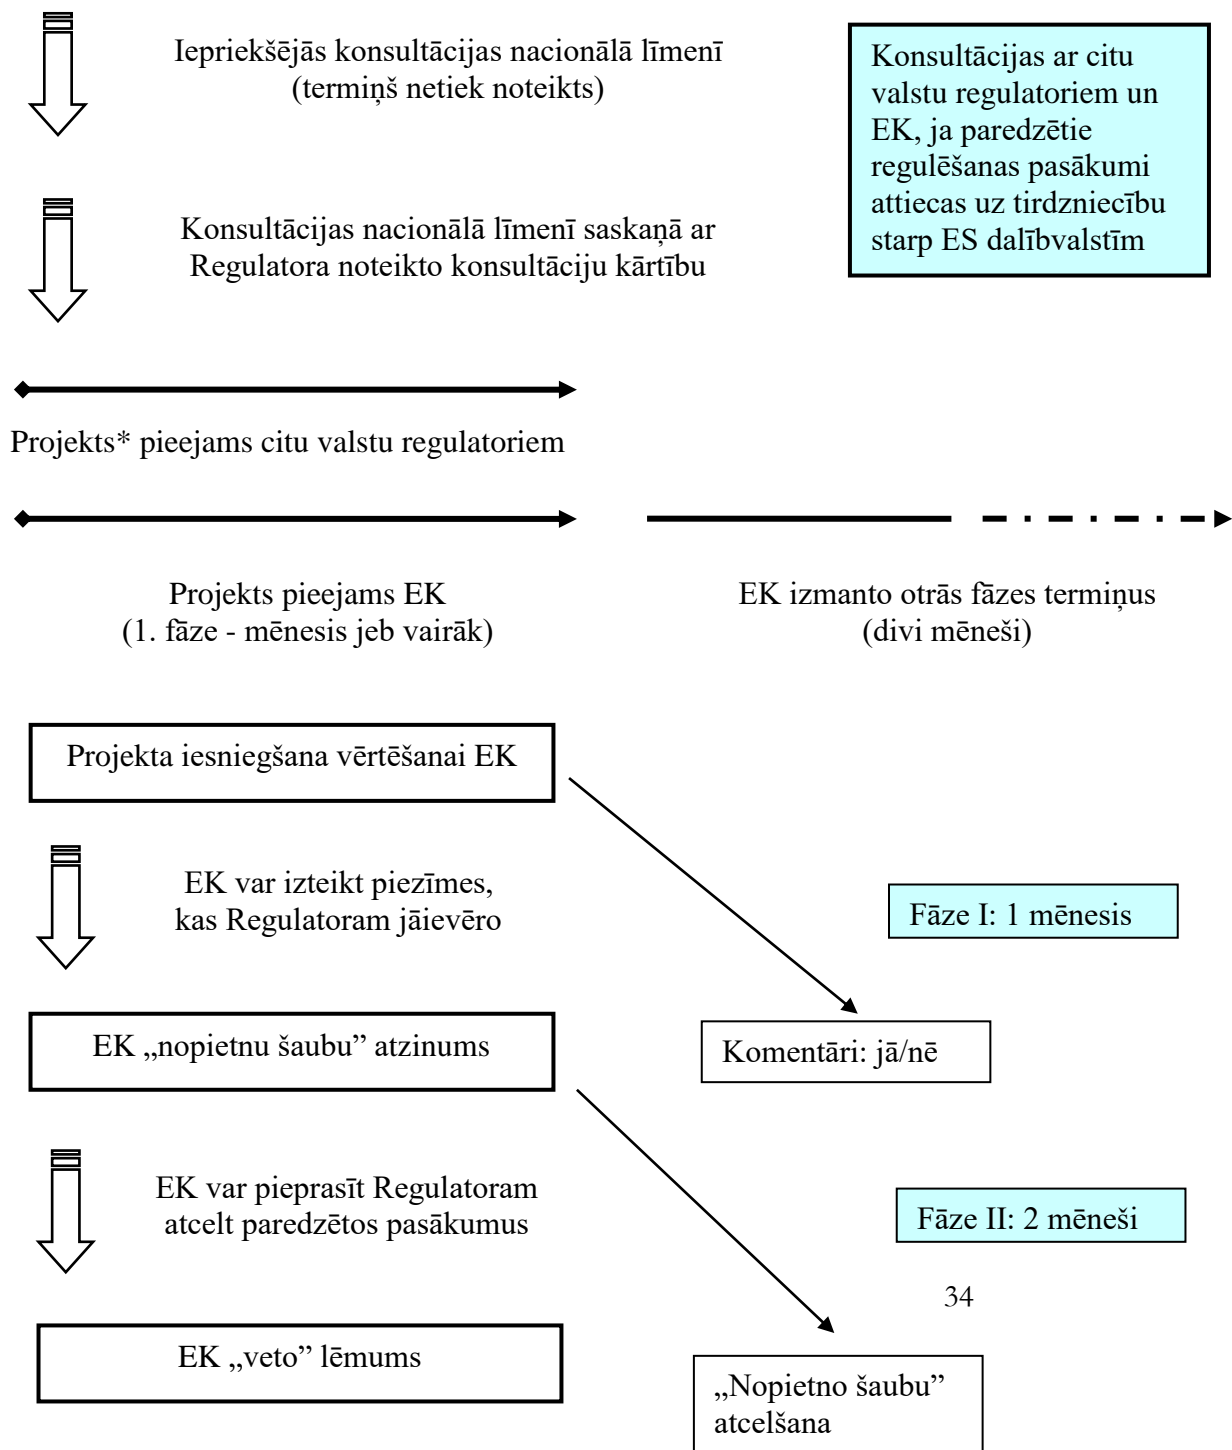 Iepriekšējās konsultācijas nacionālā līmenī
(termiņš netiek noteikts)
Konsultācijas ar citu
valstu regulatoriem un
EK, ja paredzētie
regulēšanas pasākumi
attiecas uz tirdzniecību
starp ES dalībvalstīm
Konsultācijas nacionālā līmenī saskaņā ar
Regulatora noteikto konsultāciju kārtību
Projekts* pieejams citu valstu regulatoriem
Projekts pieejams EK
(1. fāze - mēnesis jeb vairāk)
EK izmanto otrās fāzes termiņus
(divi mēneši)
Projekta iesniegšana vērtēšanai EK
EK var izteikt piezīmes,
kas Regulatoram jāievēro
Fāze I: 1 mēnesis
EK „nopietnu šaubu” atzinums
Komentāri: jā/nē
EK var pieprasīt Regulatoram
atcelt paredzētos pasākumus
Fāze II: 2 mēneši
34
EK „veto” lēmums
„Nopietno šaubu”
atcelšana